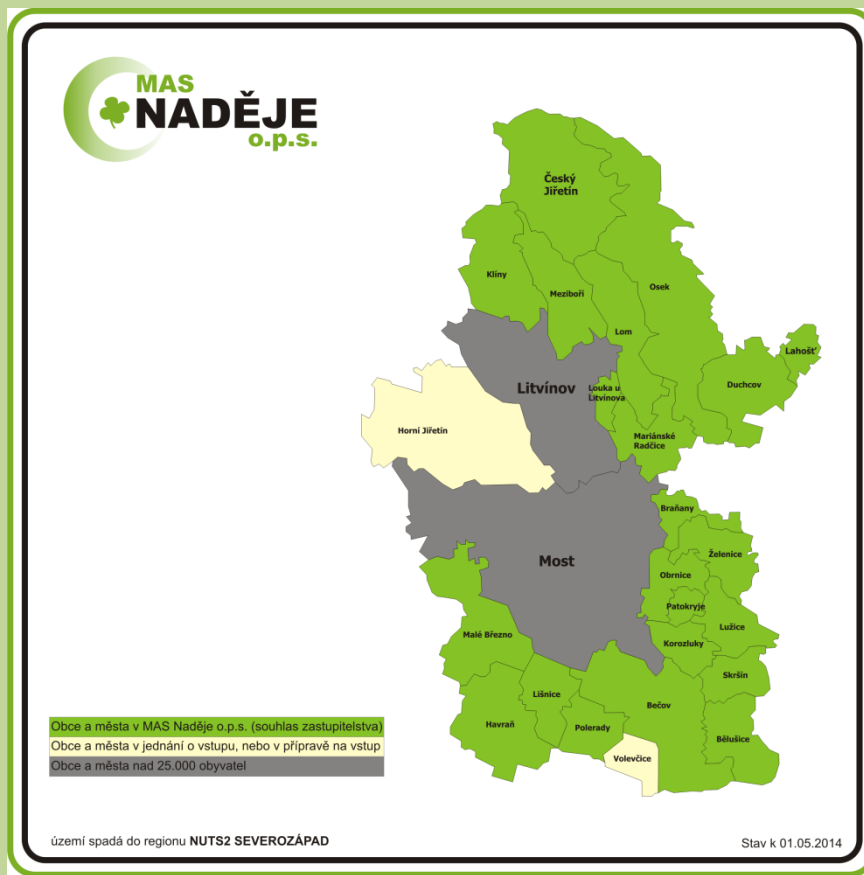 MAS
NADĚJE
o.p.s.
Český
Jiřetín
Klíny
Meziboří
Osek
Lom
Lahošť
Duchcov
Litvínov
Louka u
Litvínova
Horní Jiřetín
Mariánské
Radčice
Braňany
Most
Želenice
Obrnice
Patokryje
Lužice
Malé Březno
Korozluky
Skršín
Lišnice
Bečov
Havraň
Polerady
Bělušice
Volevčice
Obce a města v MAS Naděje o.p.s. (souhlas zastupitelstva)
Obce a města v jednání o vstupu, nebo v přípravě na vstup
Obce a města nad 25.000 obyvatel
území spadá do regionu NUTS2 SEVEROZÁPAD
Stav k 01.05.2014